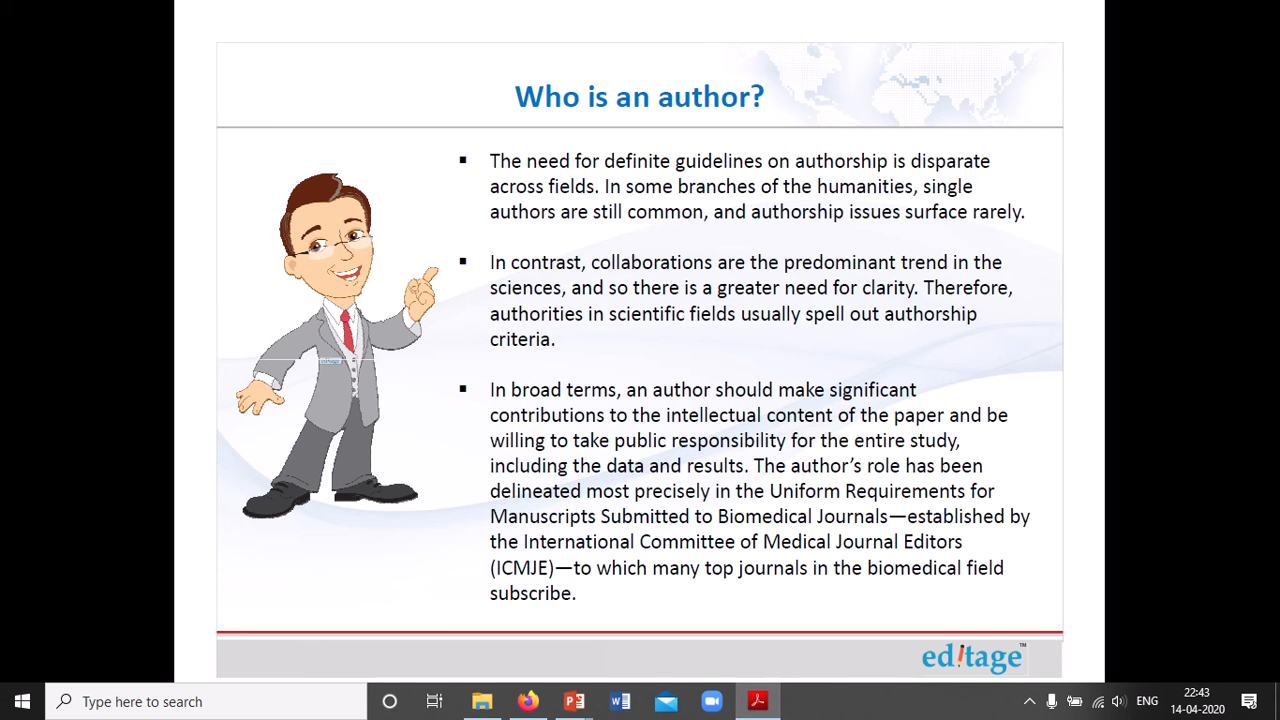 Who is an author?
The need for definite guidelines on authorship is disparate
across fields. In some branches of the humanities, single
authors are still common, and authorship issues surface rarely.
In contrast, collaborations are the predominant trend in the
sciences, and so there is a greater need for clarity. Therefore,
authorities in scientific fields usually spell out authorship
criteria.
In broad terms, an author should make significant
contributions to the intellectual content of the paper and be
willing to take public responsibility for the entire study,
including the data and results. The author’s role has been
delineated most precisely in the Uniform Requirements for
Manuscripts Submitted to Biomedical Journals—established by
the International Committee of Medical Journal Editors
(ICMJE)—to which many top journals in the biomedical field
subscribe.
editage
editage™
Type here to search
ENG
22:43
14-04-2020